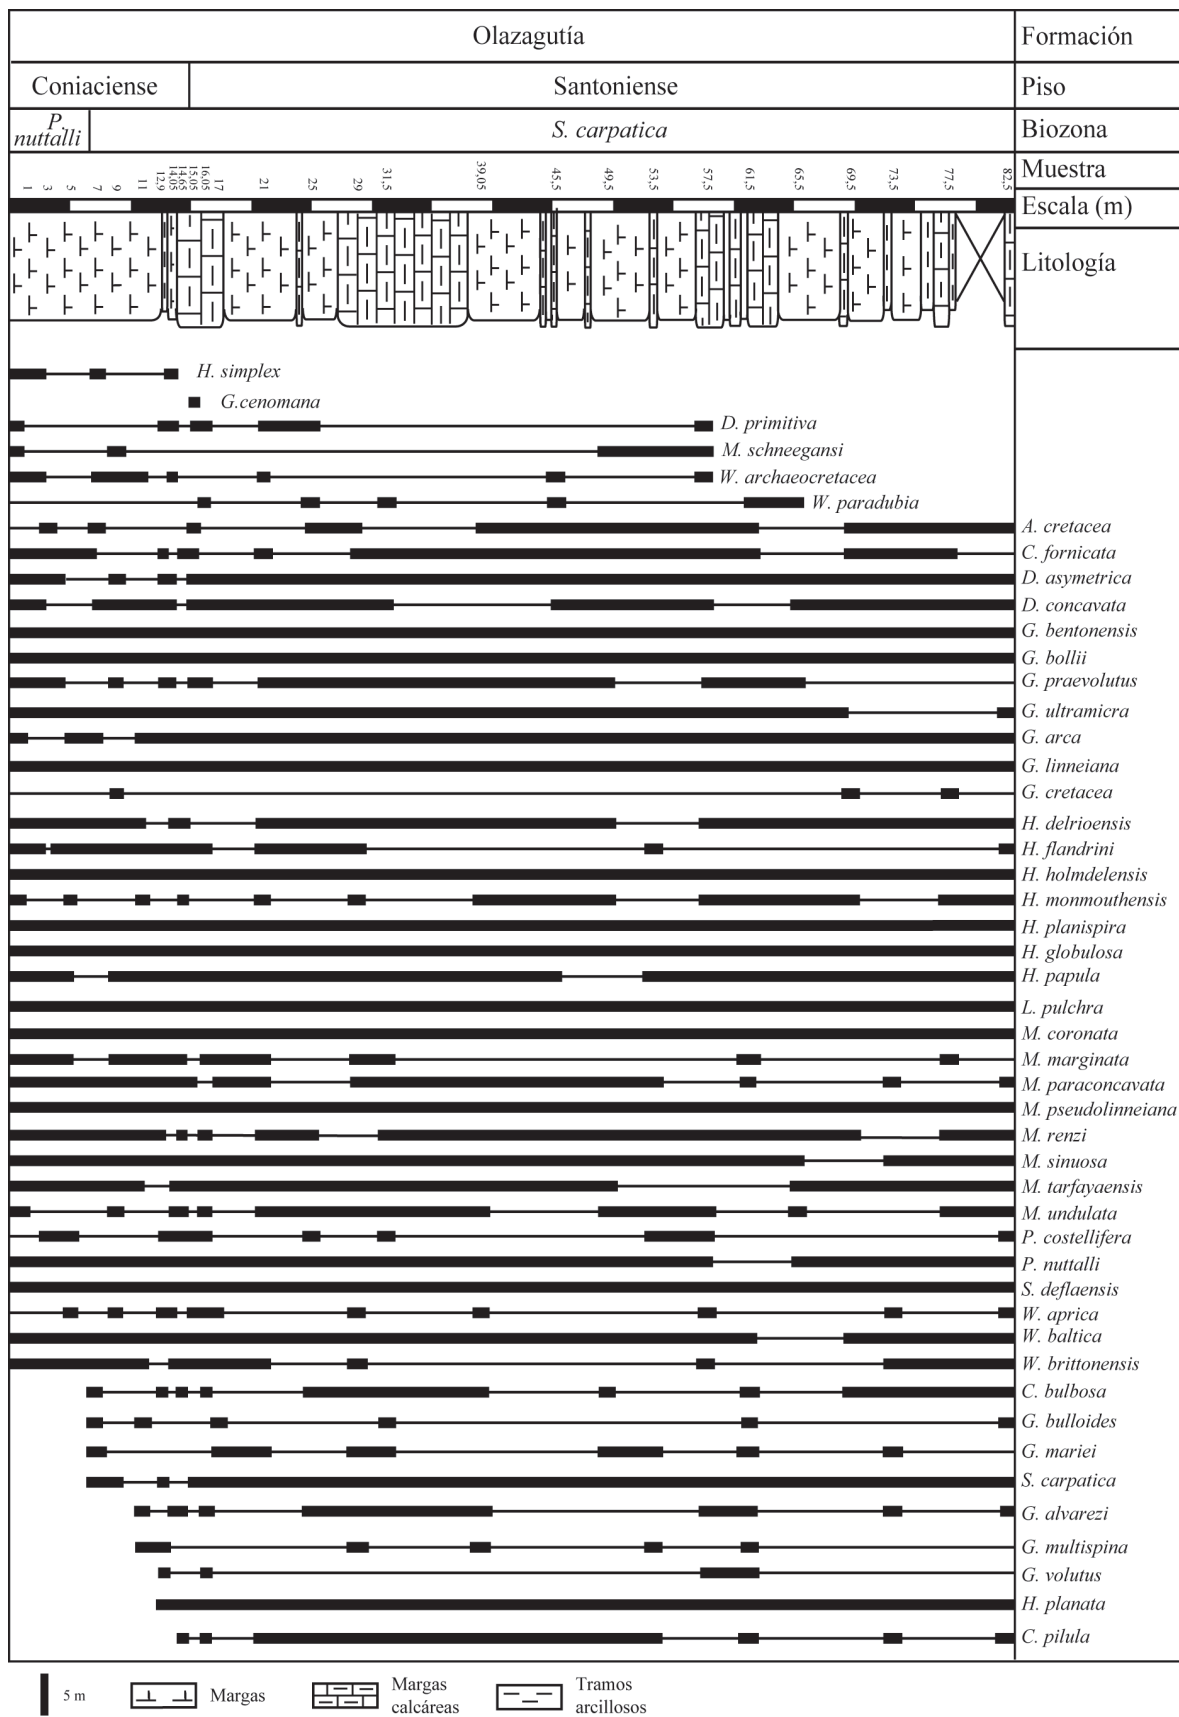 Olazagutía
Formación
Coniaciense
Santoniense
Piso
P.
nuttalli
S. carpatica
Biozona
1
3
5
7
9
11
12,9
14,05
14,65
15,05
16,05
17
21
25
29
31,5
39,05
45,5
49,5
53,5
57,5
61,5
65,5
69,5
73,5
77,5
82,5
Muestra
Escala (m)
Litología
H. simplex
G.cenomana
D. primitiva
M. schneegansi
W. archaeocretacea
W. paradubia
A. cretacea
C. fornicata
D. asymetrica
D. concavata
G. bentonensis
G. bollii
G. praevolutus
G. ultramicra
G. arca
G. linneiana
G. cretacea
H. delrioensis
H. flandrini
H. holmdelensis
H. monmouthensis
H. planispira
H. globulosa
H. papula
L. pulchra
M. coronata
M. marginata
M. paraconcavata
M. pseudolinneiana
M. renzi
M. sinuosa
M. tarfayaensis
M. undulata
P. costellifera
P. nuttalli
S. deflaensis
W. aprica
W. baltica
W. brittonensis
C. bulbosa
G. bulloides
G. mariei
S. carpatica
G. alvarezi
G. multispina
G. volutus
H. planata
C. pilula
5 m
Margas
Margas
calcáreas
Tramos
arcillosos